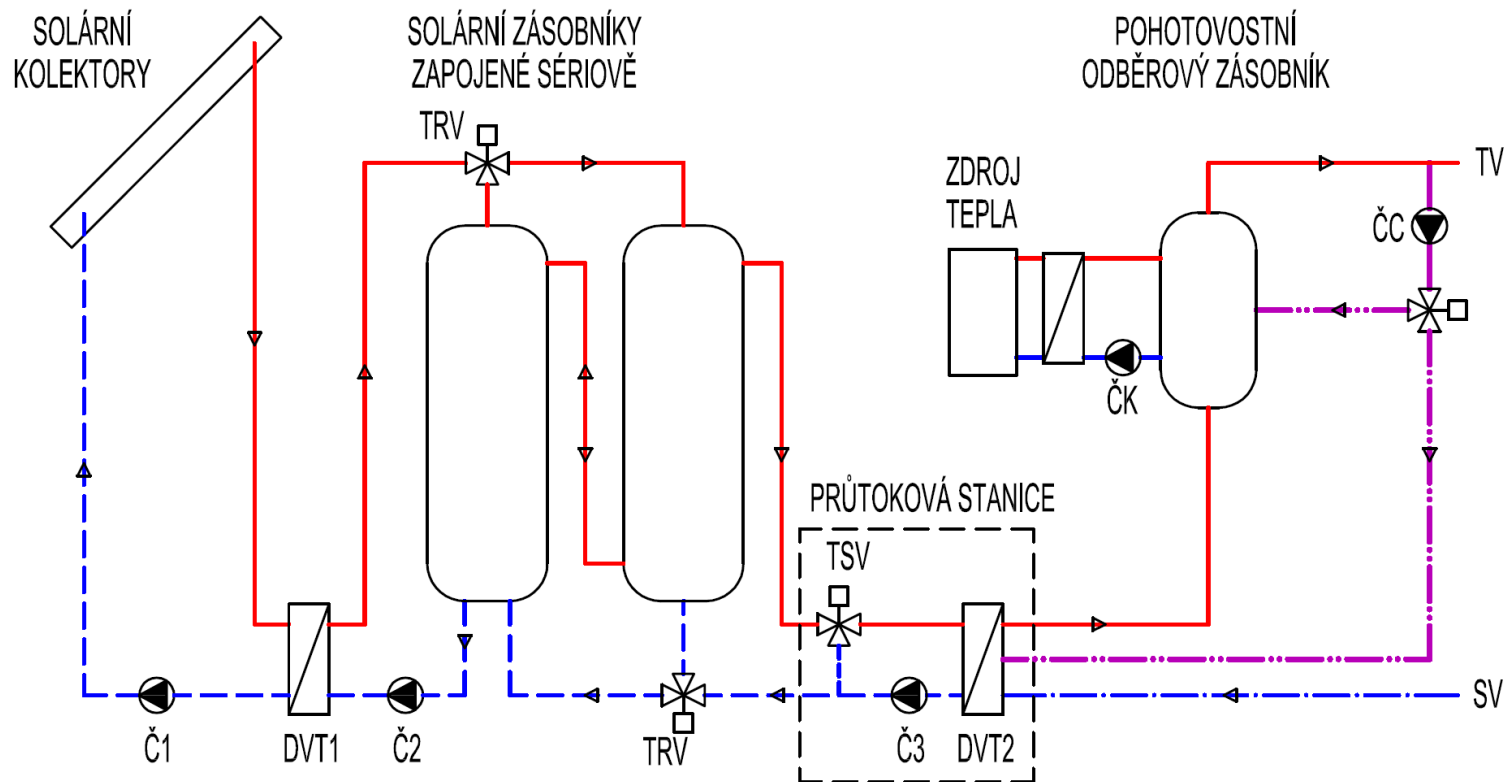 SOLÁRNÍ
KOLEKTORY
SOLÁRNÍ ZÁSOBNÍKY
ZAPOJENÉ SÉRIOVĚ
POHOTOVOSTNÍ
ODBĚROVÝ ZÁSOBNÍK
TRV
ZDROJ
TEPLA
TV
ČC
ČK
PRŮTOKOVÁ STANICE
TSV
SV
Č1
DVT1
Č2
TRV
Č3
DVT2